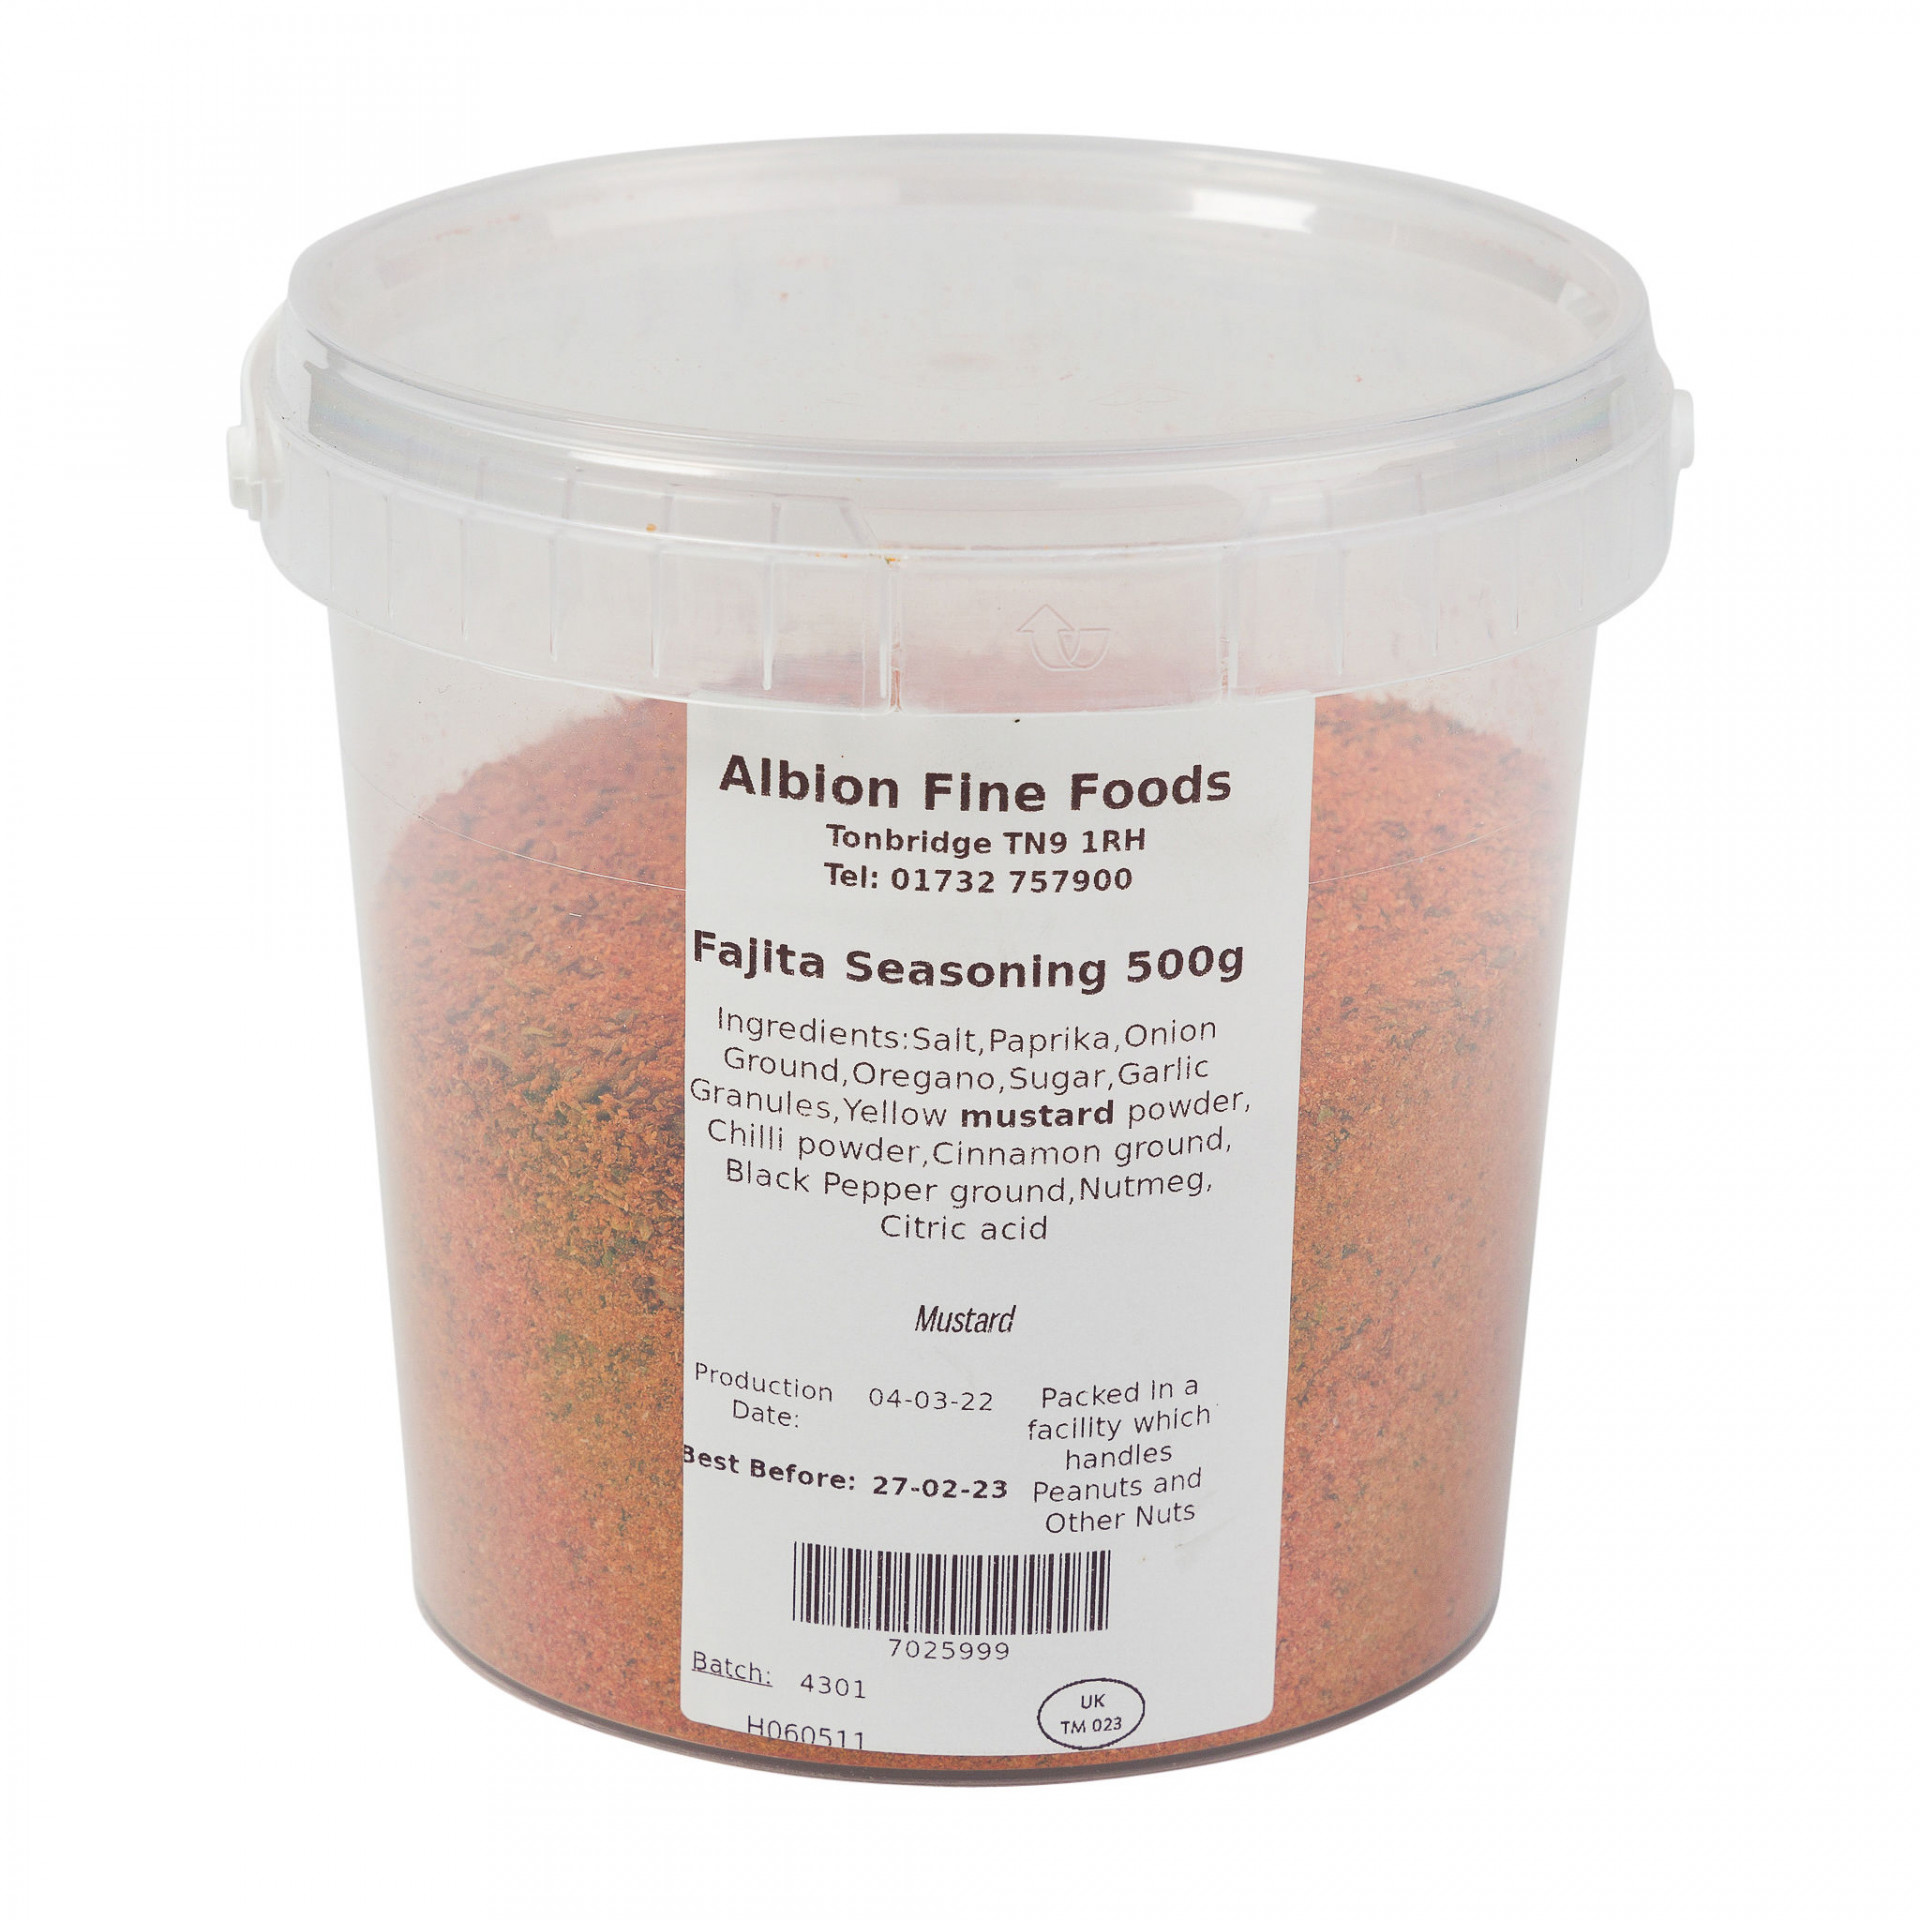 Albion Fine Foods
Tonbridge TN9 1RH
Tel: 01732 757900
Fajita Seasoning 500g
Ingredients:Salt,Paprika,Onion
Ground,Oregano,Sugar,Garlic
Granules,Yellow mustard powder,
Chilli powder,Cinnamon ground,
Black Pepper ground,Nutmeg,
Citric acid
Mustard
Production
Date:
04-03-22
Best Before: 27-02-23
Packed in a
facility which
handles
Peanuts and
Other Nuts
7025999
Batch: 4301
H060511
UK
TM 023